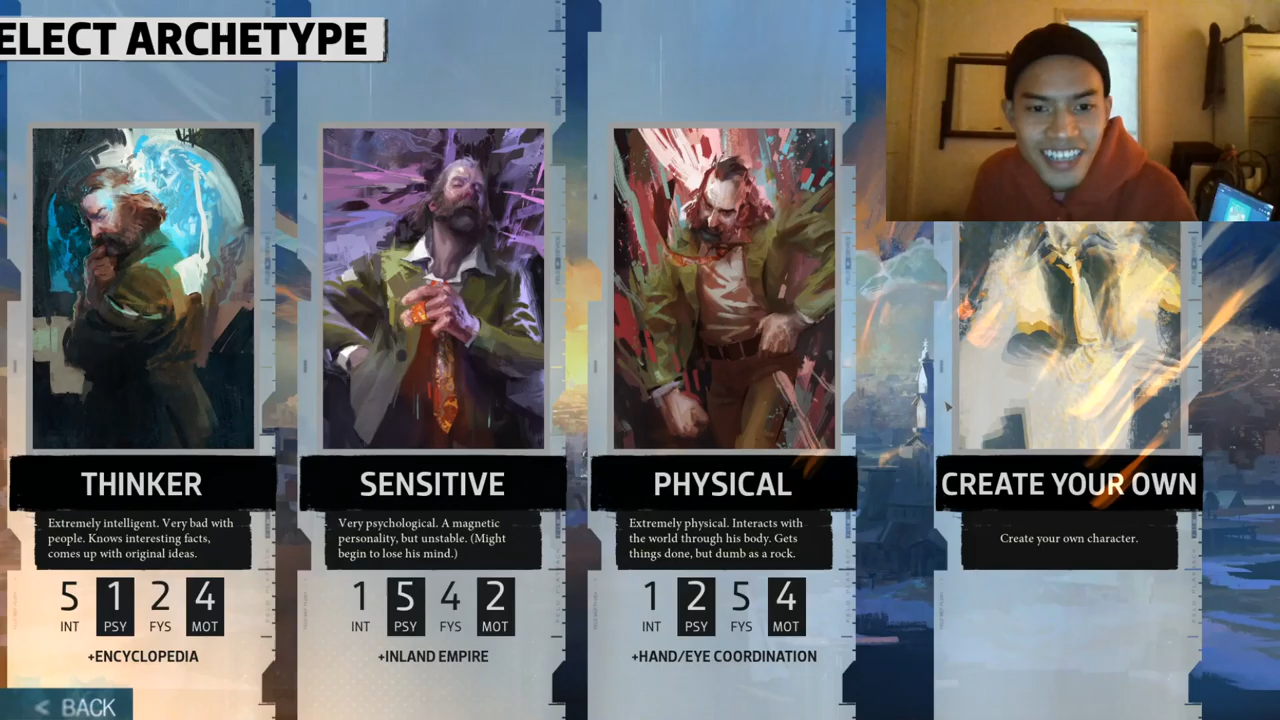 ELECT ARCHETYPE
THINKER
Extremely intelligent. Very bad with
people. Knows interesting facts,
comes up with original ideas.
5 1 2 4
INT PSY FYS MOT
+ENCYCLOPEDIA
SENSITIVE
Very psychological. A magnetic
personality, but unstable. (Might
begin to lose his mind.)
1 5 4 2
INT PSY FYS MOT
+INLAND EMPIRE
PHYSICAL
Extremely physical. Interacts with
the world through his body. Gets
things done, but dumb as a rock.
1 2 5 4
INT PSY FYS MOT
+HAND/EYE COORDINATION
CREATE YOUR OWN
Create your own character.
< BACK